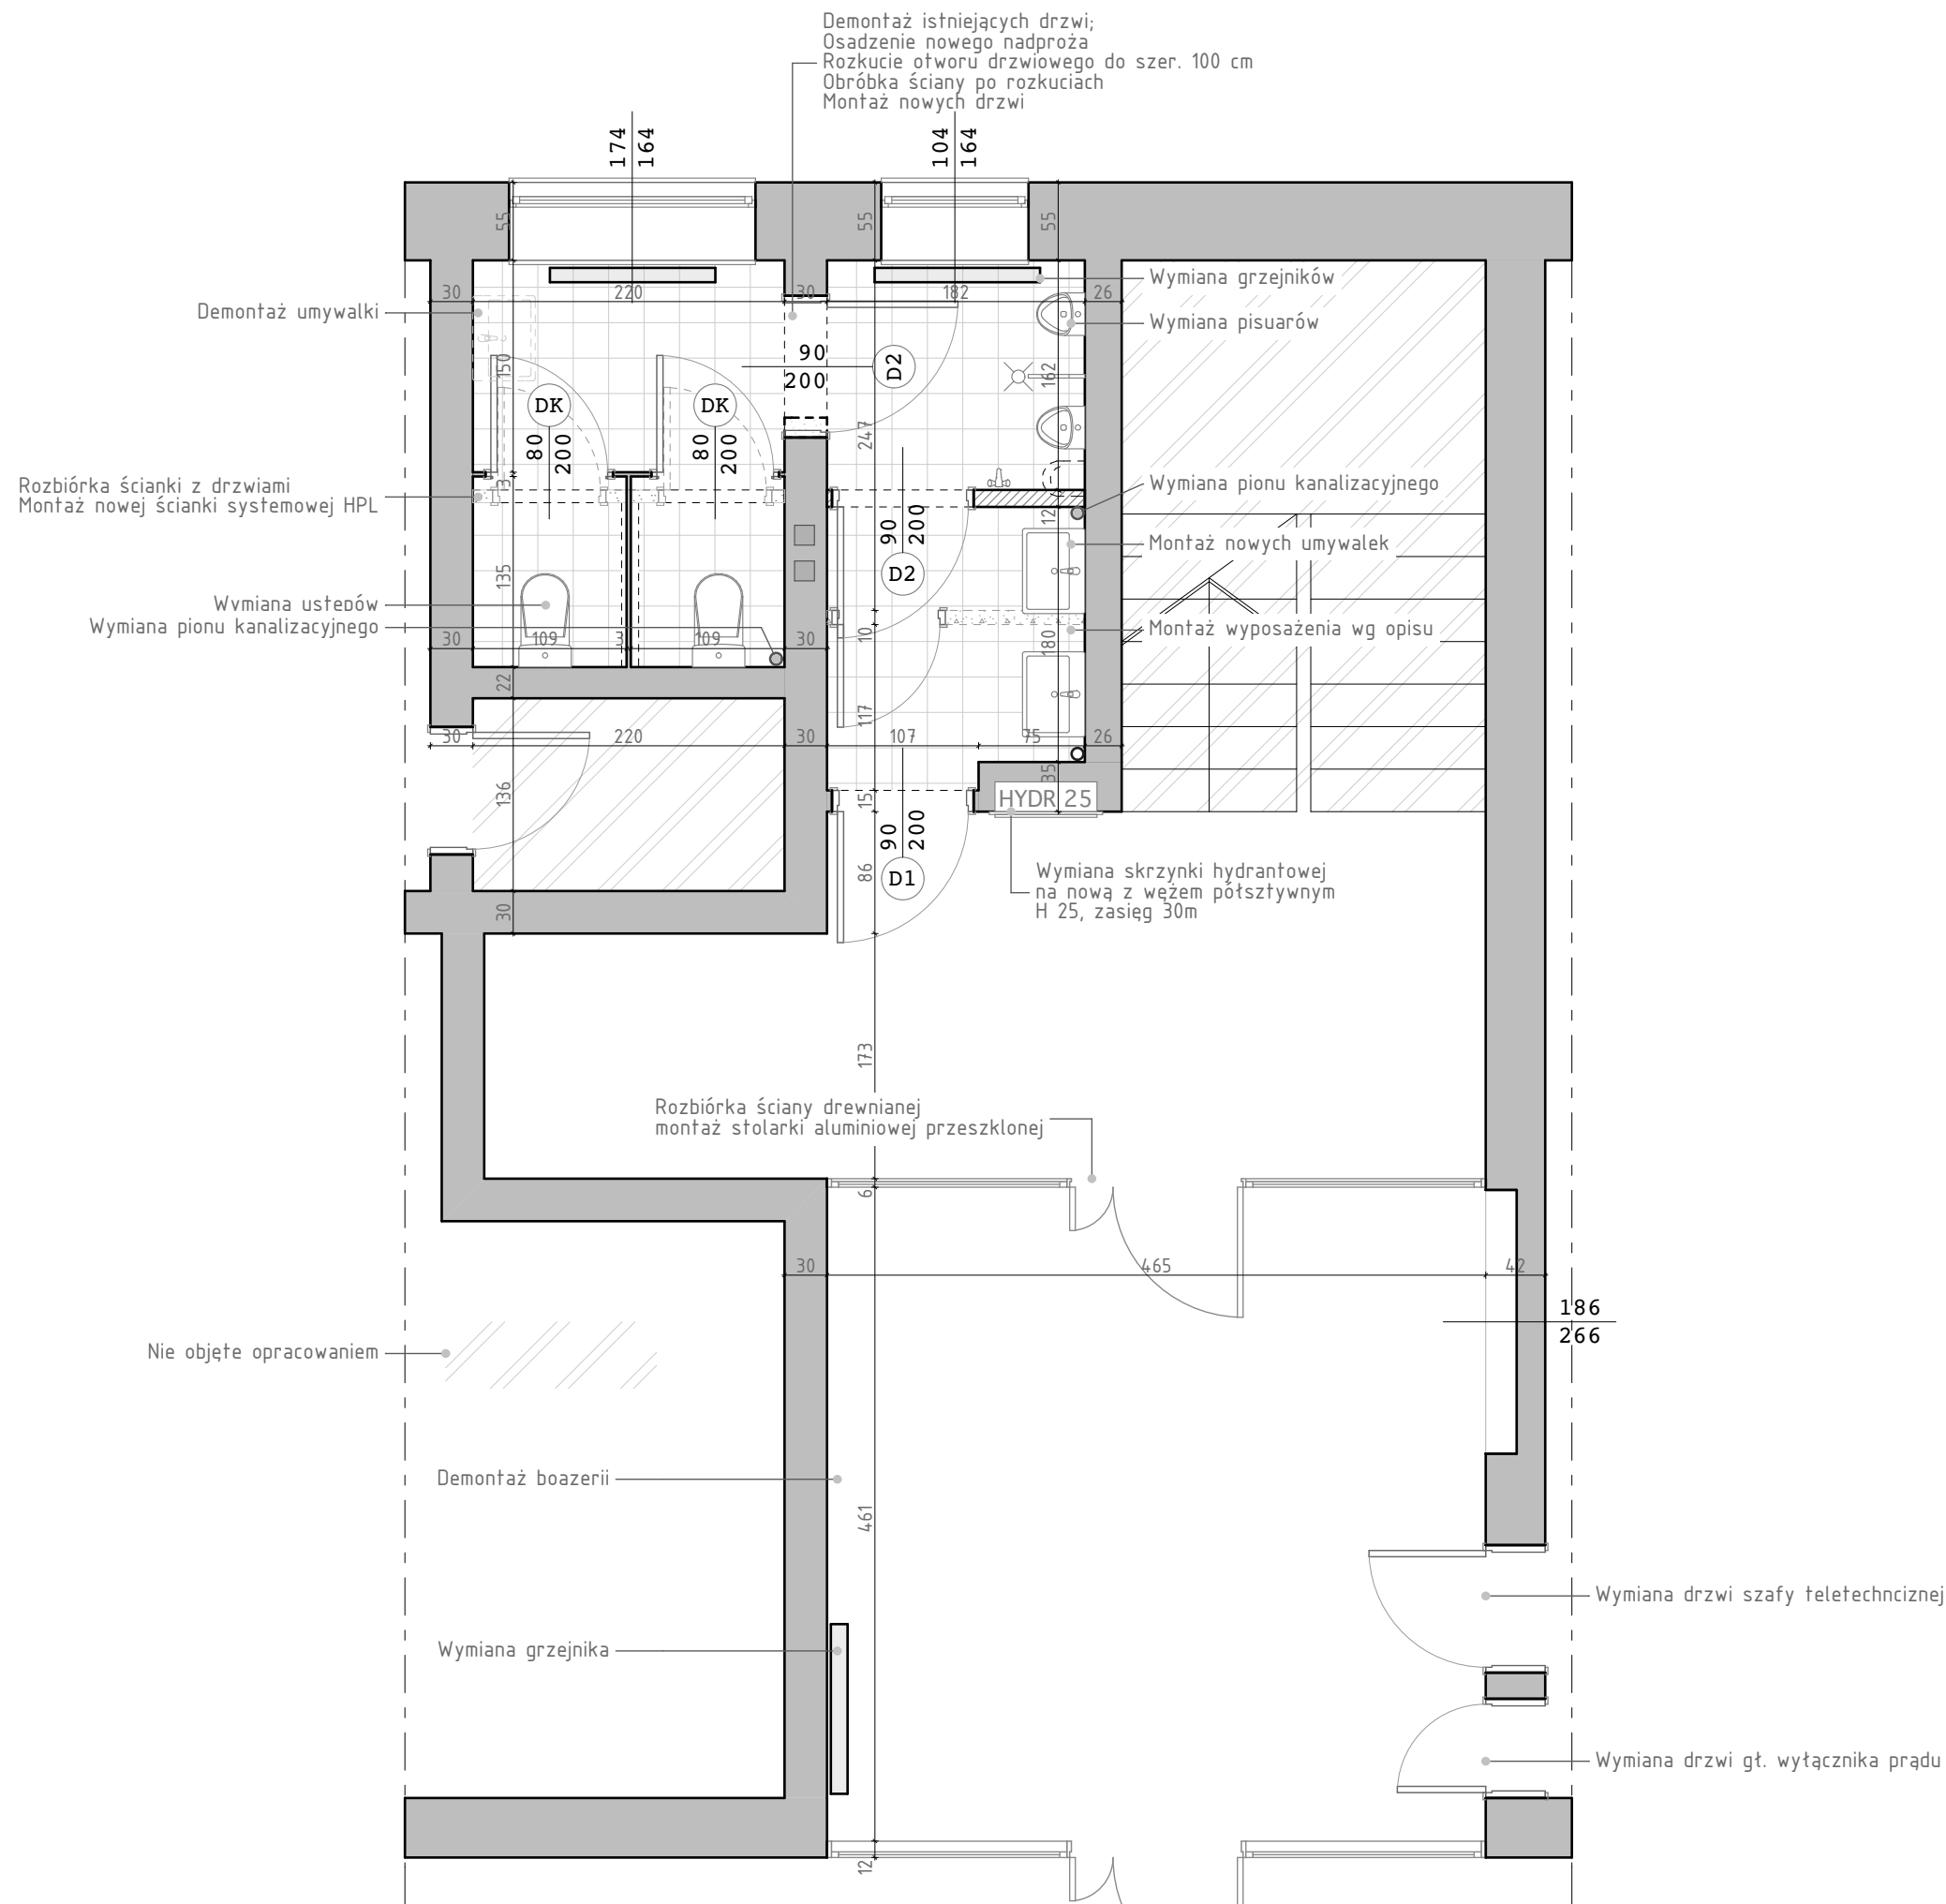 Demontaż istniejących drzwi;
Osadzenie nowego nadproża
Rozkucie otworu drzwiowego do szer. 100 cm
Obróbka ściany po rozkuciach
Montaż nowych drzwi
174
164
104
164
55
55
55
Wymiana grzejników
30
220
30
182
26
Demontaż umywalki
Wymiana pisuarów
90
200
D2
150
162
DK
DK
80
200
80
200
247
Rozbiórka ścianki z drzwiami
Montaż nowej ścianki systemowej HPL
3
Wymiana pionu kanalizacyjnego
12
90
200
Montaż nowych umywalek
D2
135
Wymiana ustępów
Wymiana pionu kanalizacyjnego
Montaż wyposażenia wg opisu
10
180
30
109
3
109
30
22
117
30
220
30
107
75
26
35
136
15
HYDR 25
90
200
86
D1
Wymiana skrzynki hydrantowej
na nową z wężem półsztywnym
H 25, zasięg 30m
30
173
Rozbiórka ściany drewnianej
montaż stolarki aluminiowej przeszklonej
6
30
465
42
186
266
Nie objęte opracowaniem
Demontaż boazerii
461
Wymiana drzwi szafy teletechnciznej
Wymiana grzejnika
Wymiana drzwi gł. wyłącznika prądu
12